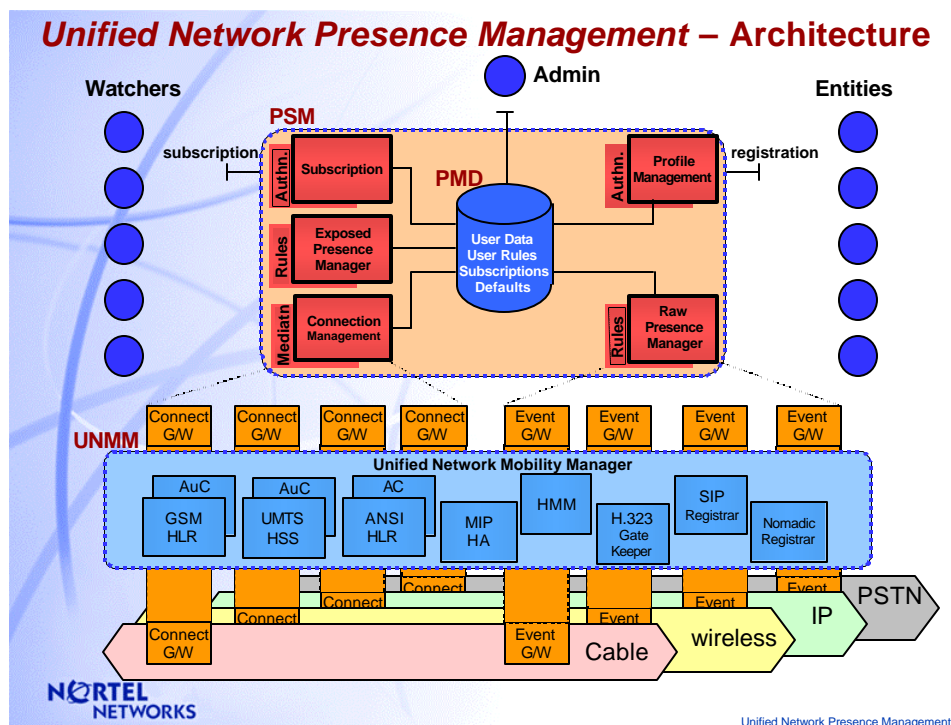 Unified Network Presence Management – Architecture
Admin
Watchers
Entities
PSM
subscription
registration
Authn.
Subscription
PMD
Authn.
Profile
Management
Rules
Exposed
Presence
Manager
User Data
User Rules
Subscriptions
Defaults
Mediatn
Connection
Management
Rules
Raw
Presence
Manager
Connect
G/W
Connect
G/W
Connect
G/W
Connect
G/W
Event
G/W
Event
G/W
Event
G/W
Event
G/W
UNMM
Unified Network Mobility Manager
AuC
GSM
HLR
AuC
UMTS
HSS
AC
ANSI
HLR
MIP
HA
HMM
H.323
Gate
Keeper
SIP
Registrar
Nomadic
Registrar
Connect
G/W
Connect
Connect
Connect
Event
G/W
Event
Event
Event
PSTN
IP
wireless
Cable
NORTEL
NETWORKS
Unified Network Presence Management